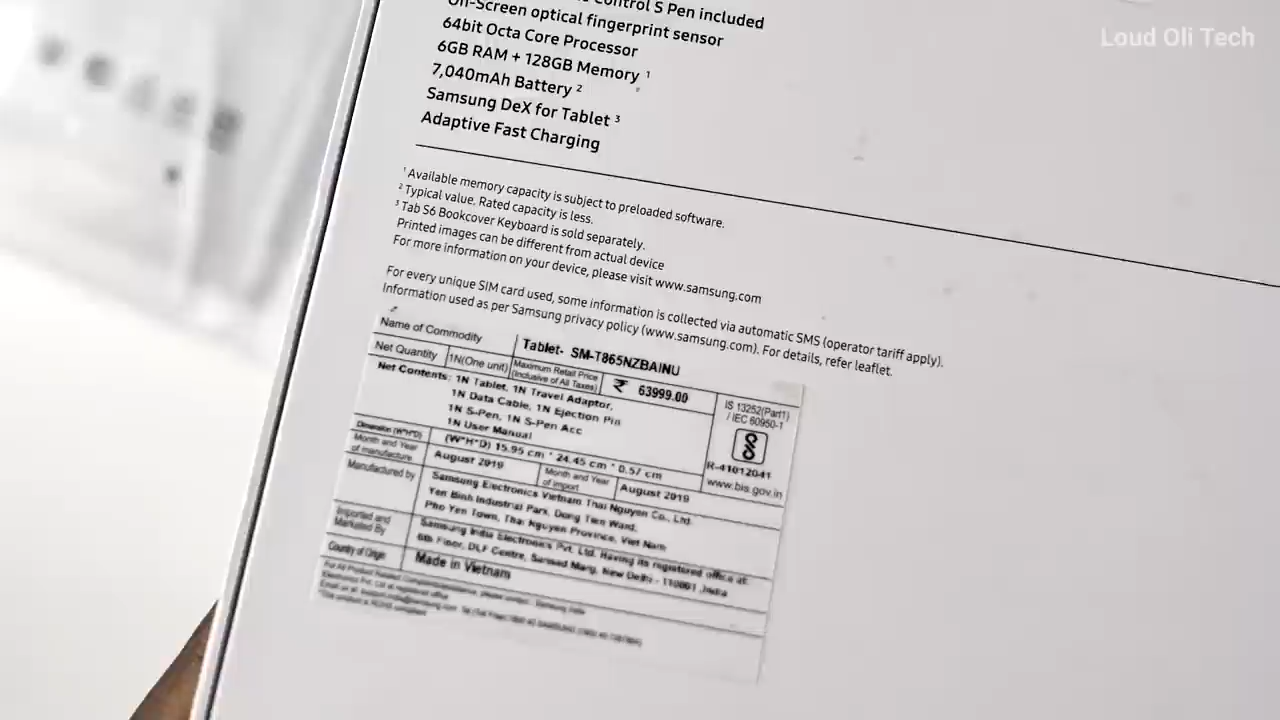 Loud Oli Tech
Control S Pen included
On-Screen optical fingerprint sensor
64bit Octa Core Processor
6GB RAM + 128GB Memory ¹
7,040mAh Battery ²
Samsung DeX for Tablet ³
Adaptive Fast Charging
¹ Available memory capacity is subject to preloaded software.
² Typical value. Rated capacity is less.
³ Tab S6 Bookcover Keyboard is sold separately.
Printed images can be different from actual device
For more information on your device, please visit www.samsung.com
For every unique SIM card used, some information is collected via automatic SMS (operator tariff apply).
Information used as per Samsung privacy policy (www.samsung.com). For details, refer leaflet.
Name of Commodity Tablet- SM-T865NZBAINU
Net Quantity 1N(One unit) Maximum Retail Price (Inclusive of All Taxes) ₹ 63999.00
Net Contents: 1N Tablet, 1N Travel Adaptor,
1N Data Cable, 1N Ejection Pin
1N S-Pen, 1N S-Pen Acc
1N User Manual
IS 13252(Part1)
/ IEC 60950-1
R-41012041
www.bis.gov.in
Dimension (W*H*D) (W*H*D) 15.95 cm * 24.45 cm * 0.57 cm
Month and Year of manufacture August 2019 Month and Year of Import August 2019
Manufactured by Samsung Electronics Vietnam Thai Nguyen Co., Ltd.
Yen Binh Industrial Park, Dong Tien Ward,
Pho Yen Town, Thai Nguyen Province, Viet Nam
Imported and Marketed By Samsung India Electronics Pvt. Ltd. Having its registered office at:
6th Floor, DLF Centre, Sansad Marg, New Delhi - 110001 ,India
Country of Origin Made in Vietnam